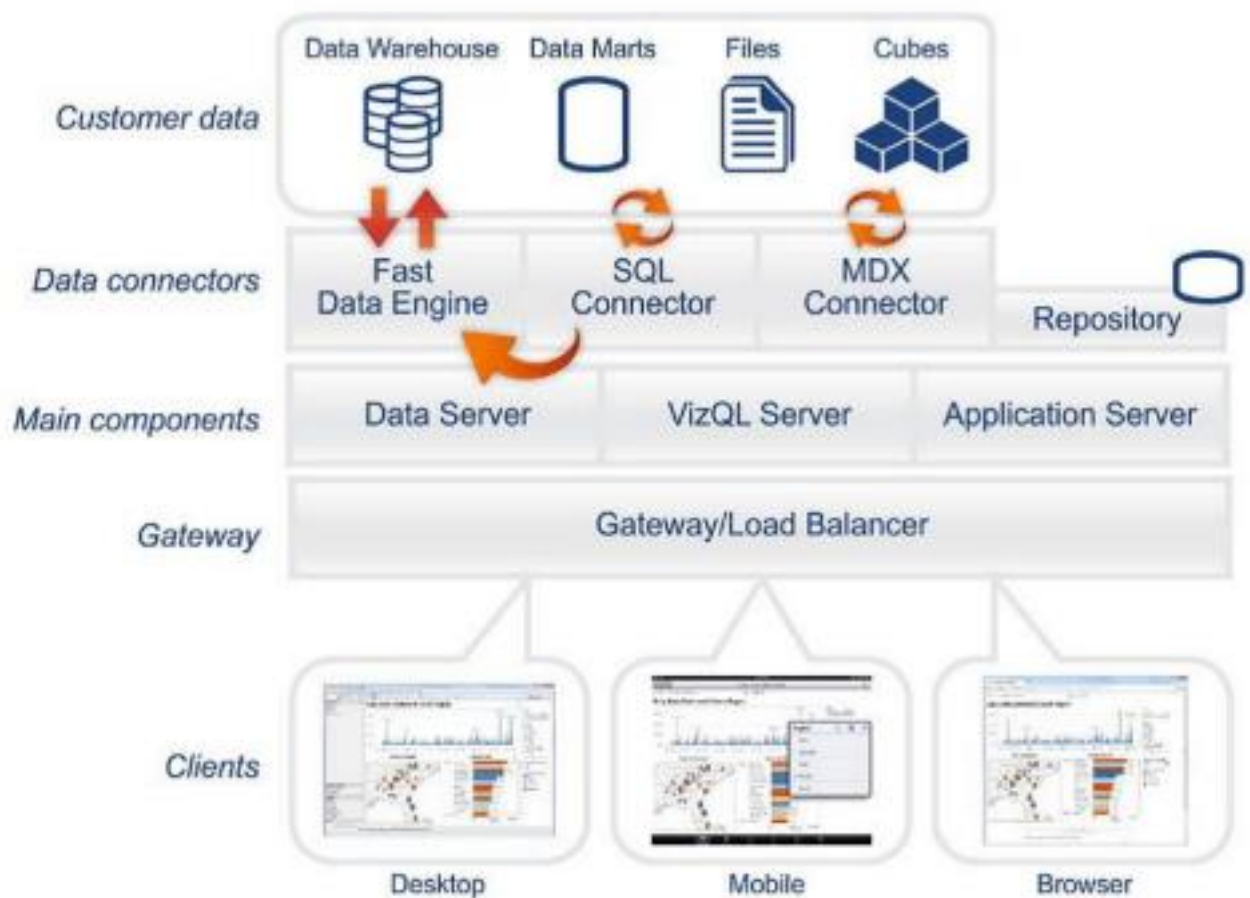 Data Warehouse
Data Marts
Files
Cubes
Customer data
Data connectors
Fast
Data Engine
SQL
Connector
MDX
Connector
Repository
Main components
Data Server
VizQL Server
Application Server
Gateway
Gateway/Load Balancer
Clients
Desktop
Mobile
Browser